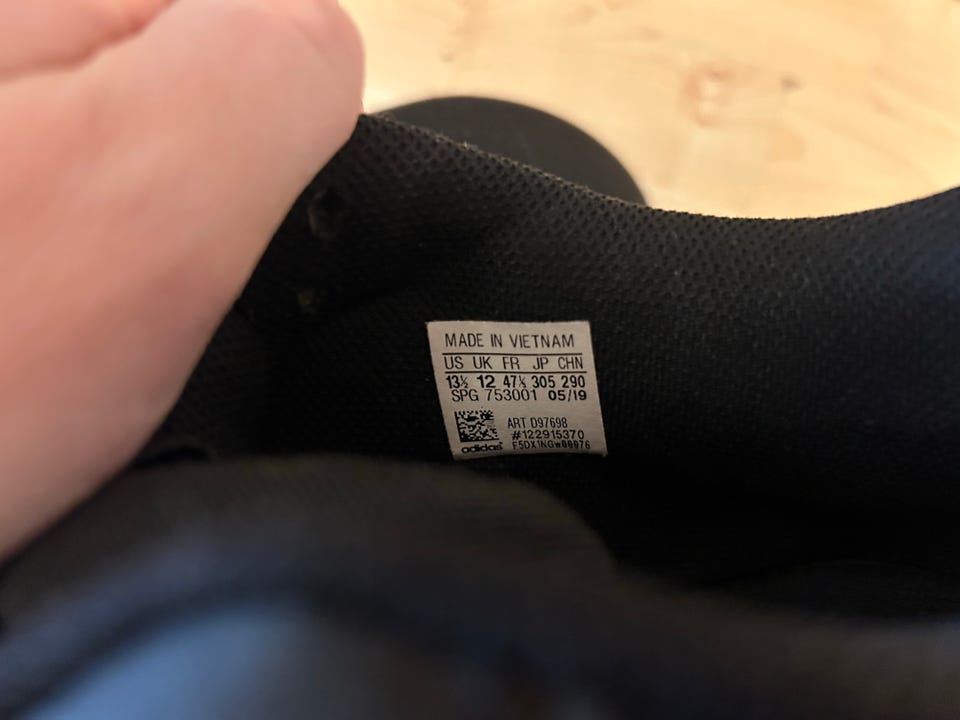 MADE IN VIETNAM
US UK FR JP CHN
13½ 12 47⅓ 305 290
SPG 753001 05/19
ART D97698
#122915370
adidas